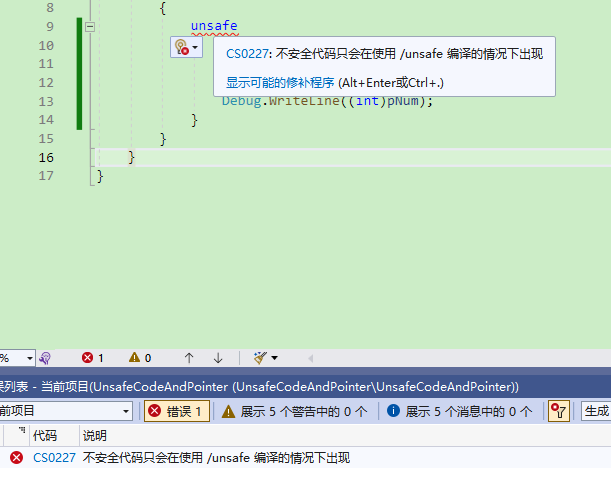 8 {
9 unsafe
10 CS0227: 不安全代码只会在使用 /unsafe 编译的情况下出现
11
12 显示可能的修补程序 (Alt+Enter或Ctrl+.)
13 Debug.WriteLine((int)pNum);
14 }
15 }
16 }
17 }
% 1 0
列表 - 当前项目(UnsafeCodeAndPointer (UnsafeCodeAndPointer\UnsafeCodeAndPointer))
前项目 错误 1 展示 5 个警告中的 0 个 展示 5 个消息中的 0 个 生成
代码 说明
CS0227 不安全代码只会在使用 /unsafe 编译的情况下出现